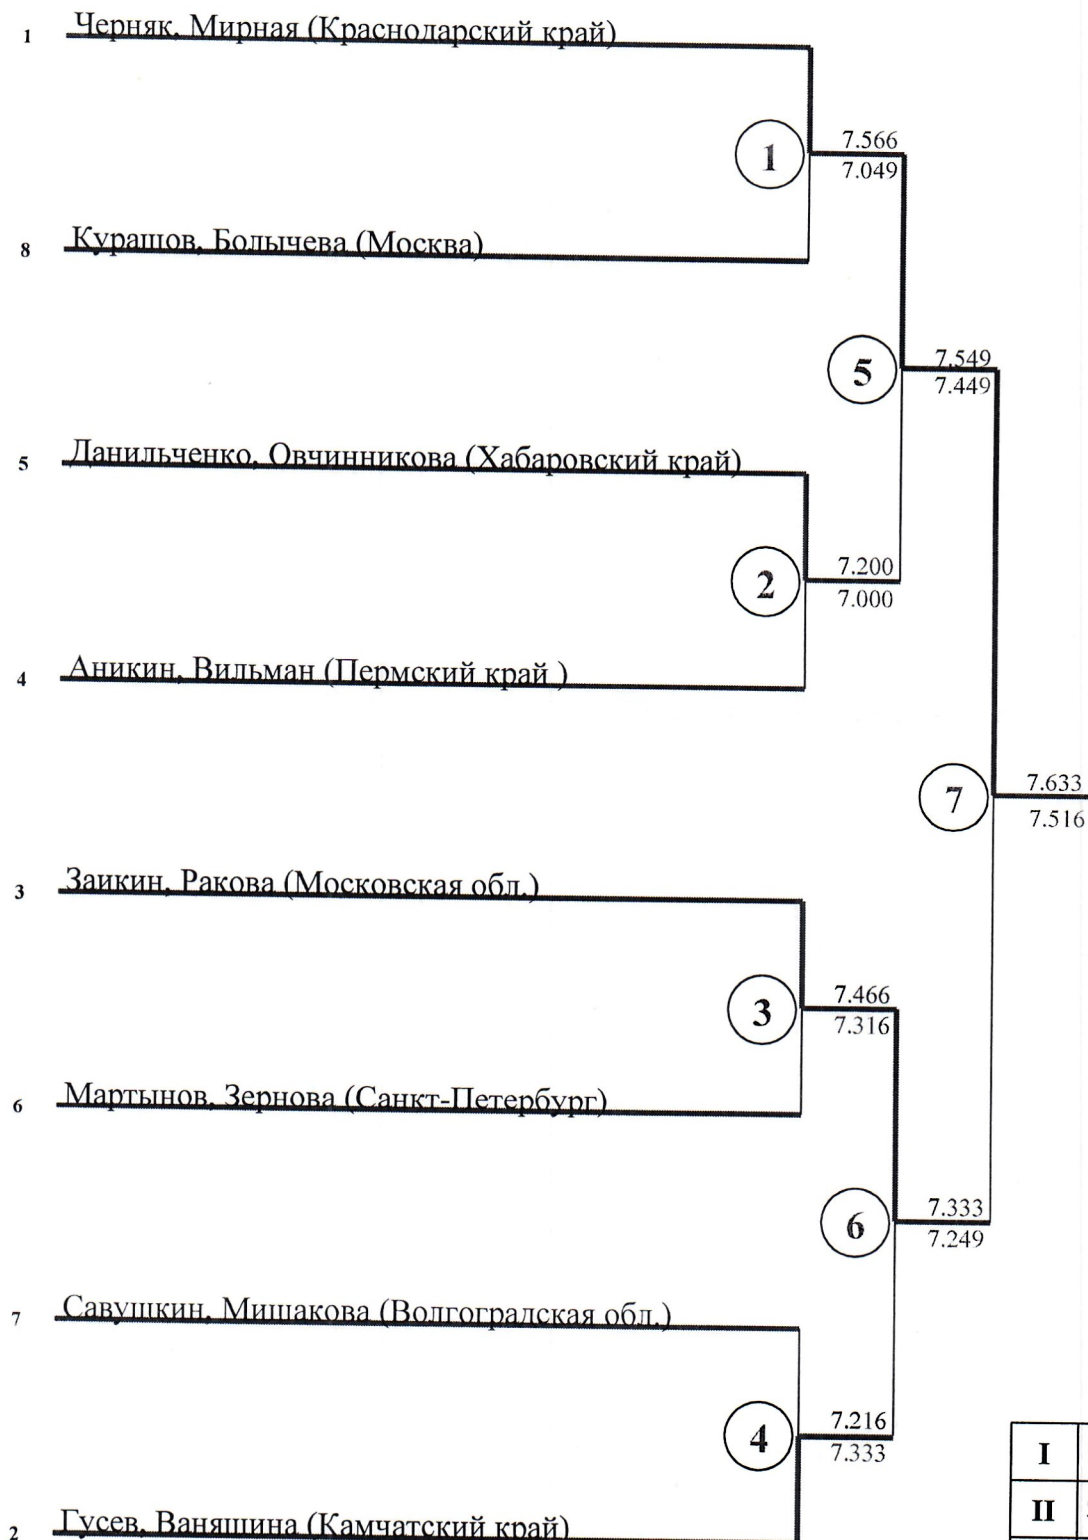 1 Черняк, Мирная (Краснодарский край)
7.566
1
7.049
8 Курашов, Болычева (Москва)
7.549
5
7.449
5 Данильченко, Овчинникова (Хабаровский край)
7.200
2
7.000
4 Аникин, Вильман (Пермский край )
7.633
7
7.516
3 Заикин, Ракова (Московская обл.)
7.466
3
7.316
6 Мартынов, Зернова (Санкт-Петербург)
7.333
6
7.249
7 Савушкин, Мишакова (Волгоградская обл.)
7.216
4
7.333
I
II
2 Гусев, Ваняшина (Камчатский край)